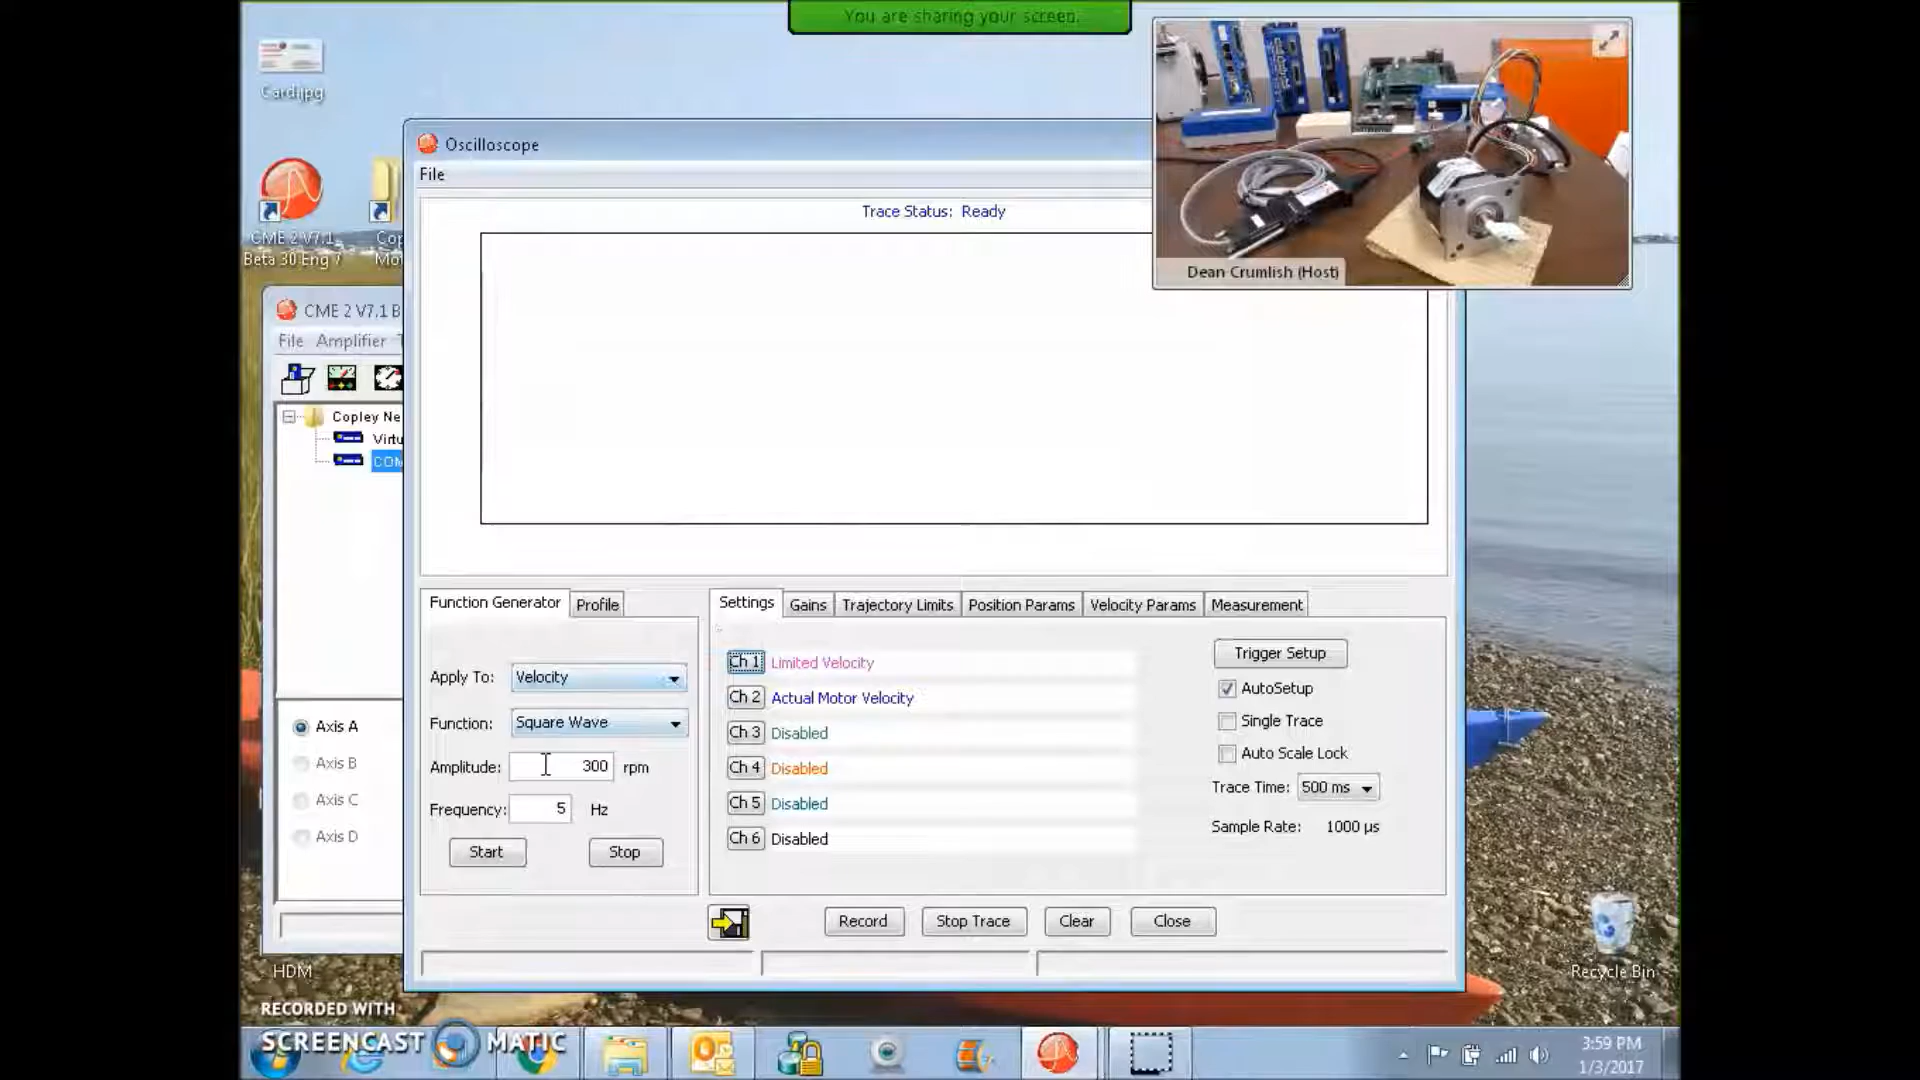 You are sharing your screen.
Card.jpg
CME 2 V7.1
Beta 30 Eng 7
Oscilloscope
File
Trace Status: Ready
Dean Crumlish (Host)
CME 2 V7.1 B
File Amplifier
Copley Ne
Virtu
COM
Axis A
Axis B
Axis C
Axis D
Function Generator
Profile
Apply To: Velocity
Function: Square Wave
Amplitude: 300 rpm
Frequency: 5 Hz
Start
Stop
Settings
Gains
Trajectory Limits
Position Params
Velocity Params
Measurement
Ch 1 Limited Velocity
Ch 2 Actual Motor Velocity
Ch 3 Disabled
Ch 4 Disabled
Ch 5 Disabled
Ch 6 Disabled
Trigger Setup
AutoSetup
Single Trace
Auto Scale Lock
Trace Time: 500 ms
Sample Rate: 1000 µs
Record
Stop Trace
Clear
Close
HDM
Recycle Bin
RECORDED WITH
SCREENCAST MATIC
3:59 PM
1/3/2017